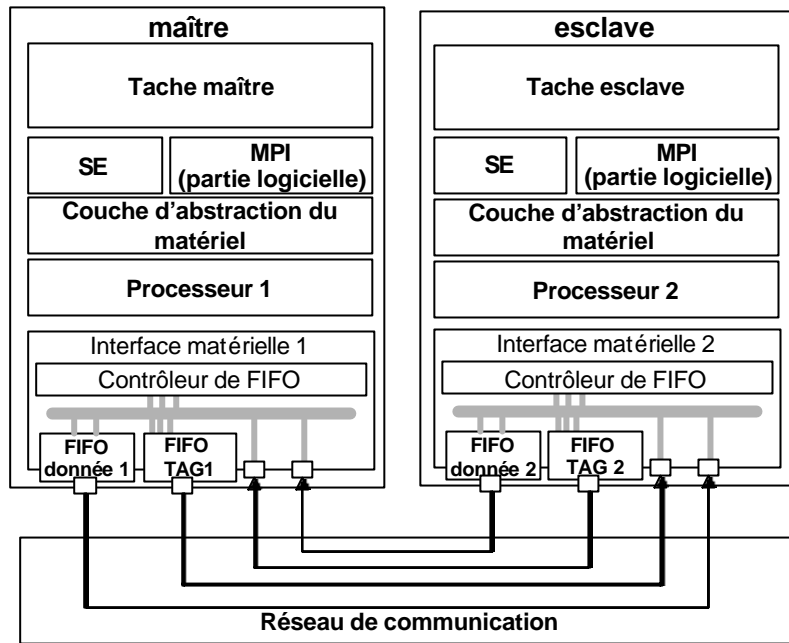 maître
Tache maître
SE
MPI
(partie logicielle)
Couche d'abstraction du
matériel
Processeur 1
Interface matérielle 1
Contrôleur de FIFO
FIFO
donnée 1
FIFO
TAG1
esclave
Tache esclave
SE
MPI
(partie logicielle)
Couche d'abstraction du
matériel
Processeur 2
Interface matérielle 2
Contrôleur de FIFO
FIFO
donnée 2
FIFO
TAG 2
Réseau de communication